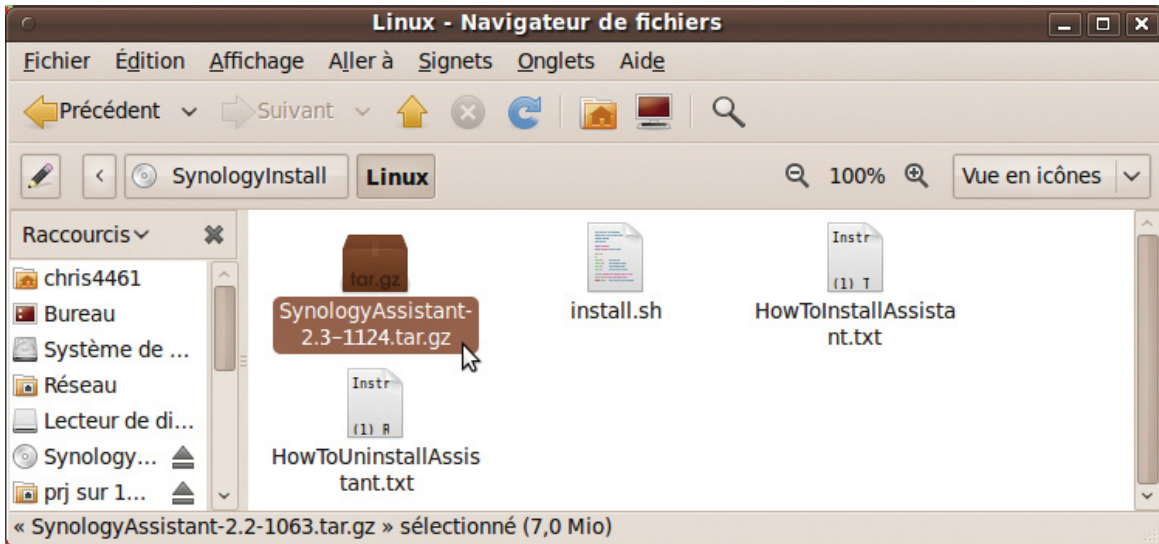 Linux - Navigateur de fichiers
Fichier Édition Affichage Aller à Signets Onglets Aide
Précédent Suivant
SynologyInstall Linux 100% Vue en icônes
Raccourcis
chris4461
Bureau
Système de ...
Réseau
Lecteur de di...
Synology...
prj sur 1...
tar.gz
SynologyAssistant-
2.3-1124.tar.gz
install.sh
Instr
(1) T
HowToInstallAssista
nt.txt
Instr
(1) R
HowToUninstallAssis
tant.txt
« SynologyAssistant-2.2-1063.tar.gz » sélectionné (7,0 Mio)